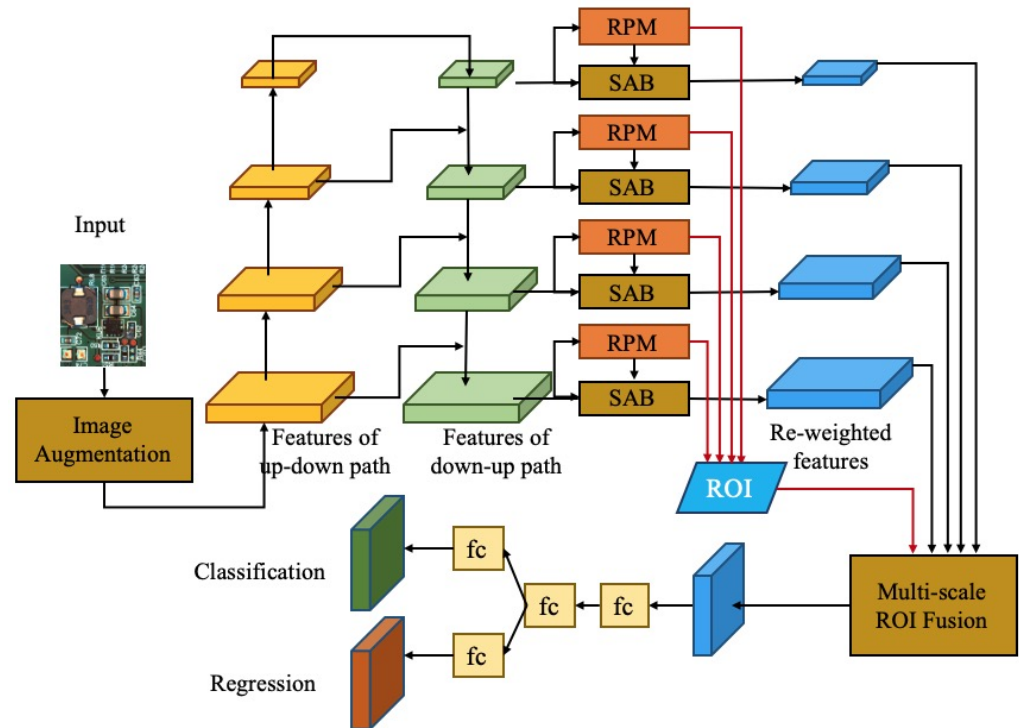 RPM
SAB
RPM
SAB
Input
RPM
SAB
RPM
SAB
Image
Augmentation
Features of
up-down path
Features of
down-up path
Re-weighted
features
ROI
Classification
fc
fc
fc
Multi-scale
ROI Fusion
fc
Regression